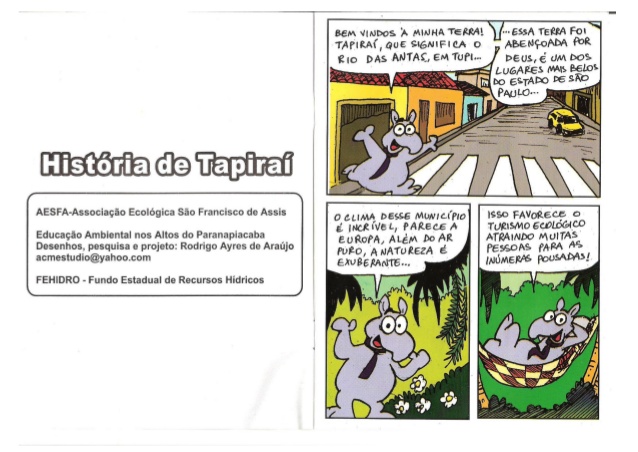 História de Tapiraí
AESFA-Associação Ecológica São Francisco de Assis
Educação Ambiental nos Altos do Paranapiacaba
Desenhos, pesquisa e projeto: Rodrigo Ayres de Araújo
acmestudio@yahoo.com
FEHIDRO - Fundo Estadual de Recursos Hídricos
BEM VINDOS À MINHA TERRA!
TAPIRAÍ, QUE SIGNIFICA O
RIO DAS ANTAS, EM TUPI...
...ESSA TERRA FOI
ABENÇOADA POR
DEUS, É UM DOS
LUGARES MAIS BELOS
DO ESTADO DE SÃO
PAULO...
O CLIMA DESSE MUNICÍPIO
É INCRÍVEL, PARECE A
EUROPA, ALÉM DO AR
PURO, A NATUREZA É
EXUBERANTE...
ISSO FAVORECE O
TURISMO ECOLÓGICO
ATRAINDO MUITAS
PESSOAS PARA AS
INÚMERAS POUSADAS!